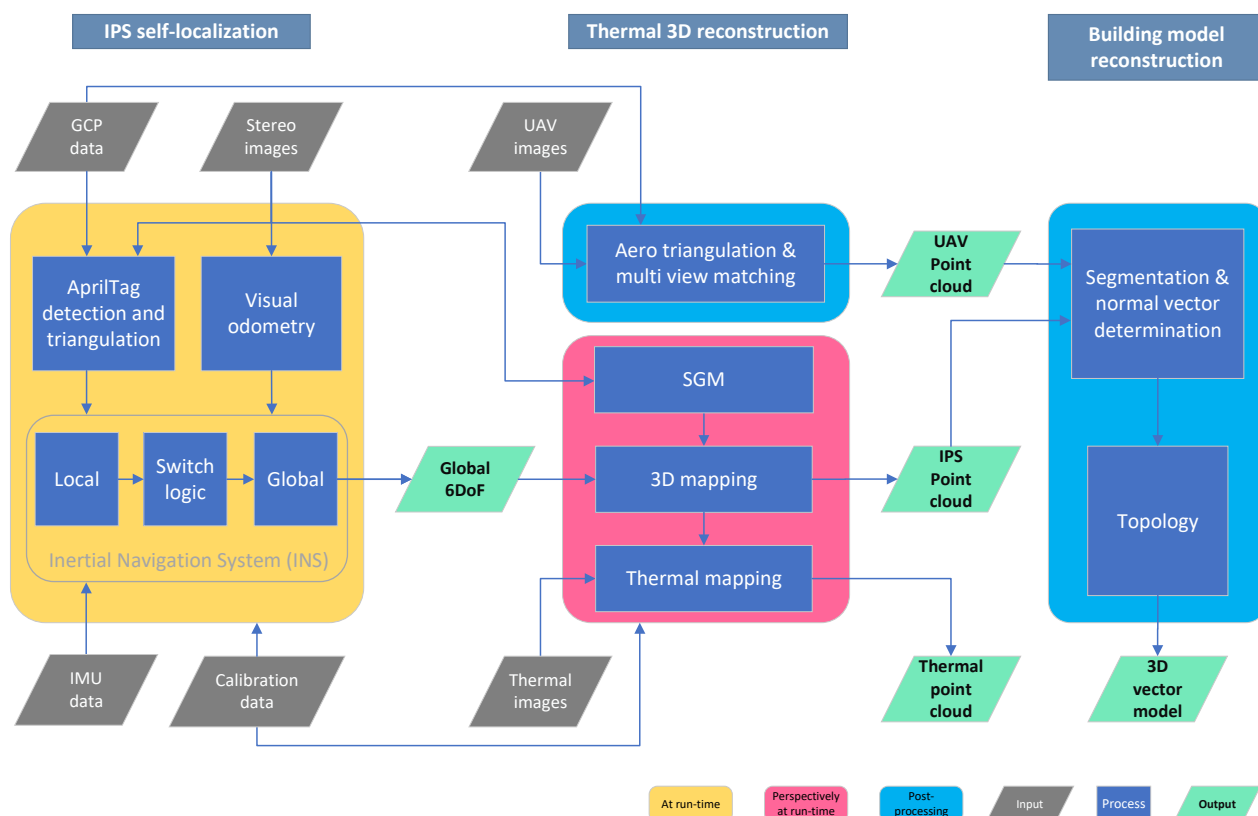 IPS self-localization
Thermal 3D reconstruction
Building model
reconstruction
GCP
data
Stereo
images
UAV
images
AprilTag
detection and
triangulation
Visual
odometry
Aero triangulation &
multi view matching
UAV
Point
cloud
Segmentation &
normal vector
determination
SGM
Local
Switch
logic
Global
Inertial Navigation System (INS)
Global
6DoF
3D mapping
IPS
Point
cloud
Topology
Thermal mapping
IMU
data
Calibration
data
Thermal
images
Thermal
point
cloud
3D
vector
model
At run-time
Perspectively
at run-time
Post-
processing
Input
Process
Output